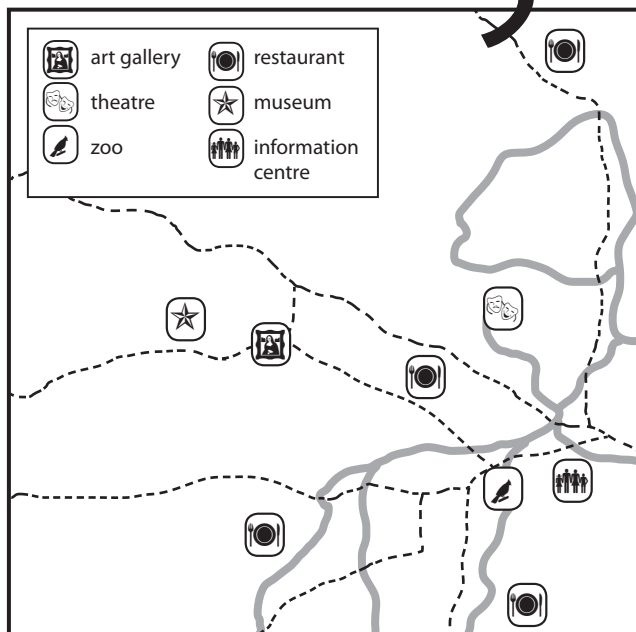 art gallery
restaurant
theatre
museum
zoo
information
centre